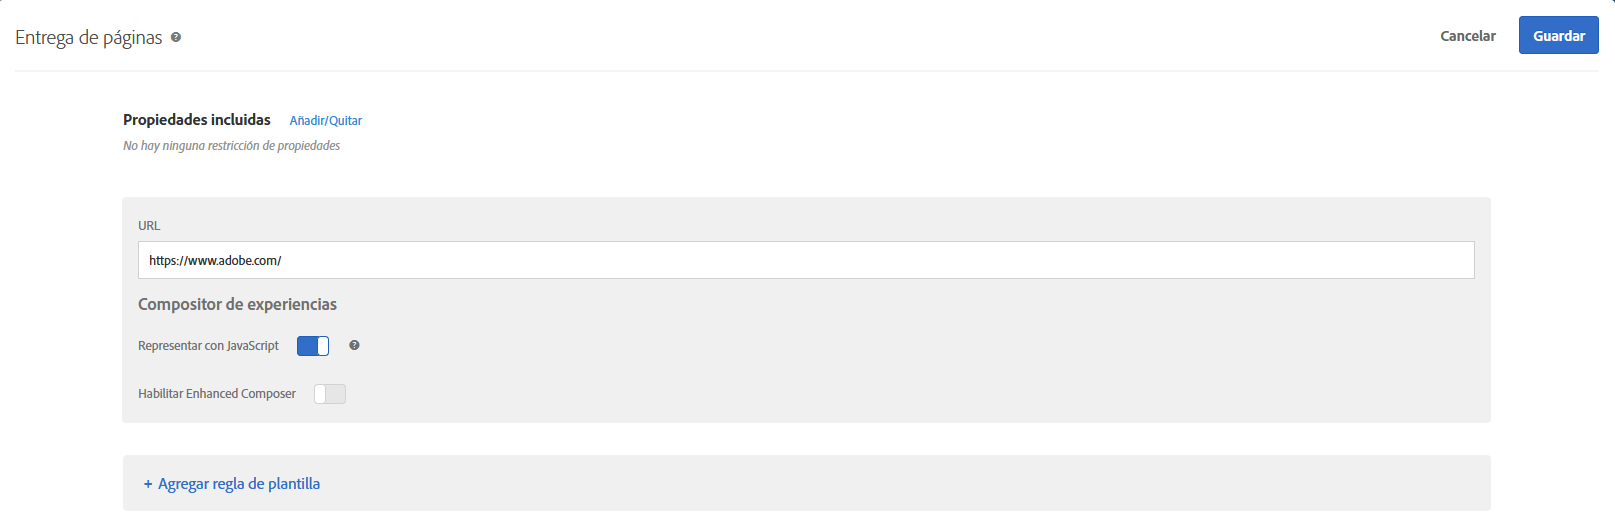 Entrega de páginas
Cancelar
Guardar
Propiedades incluidas
Añadir/Quitar
No hay ninguna restricción de propiedades
URL
https://www.adobe.com/
Compositor de experiencias
Representar con JavaScript
Habilitar Enhanced Composer
+ Agregar regla de plantilla